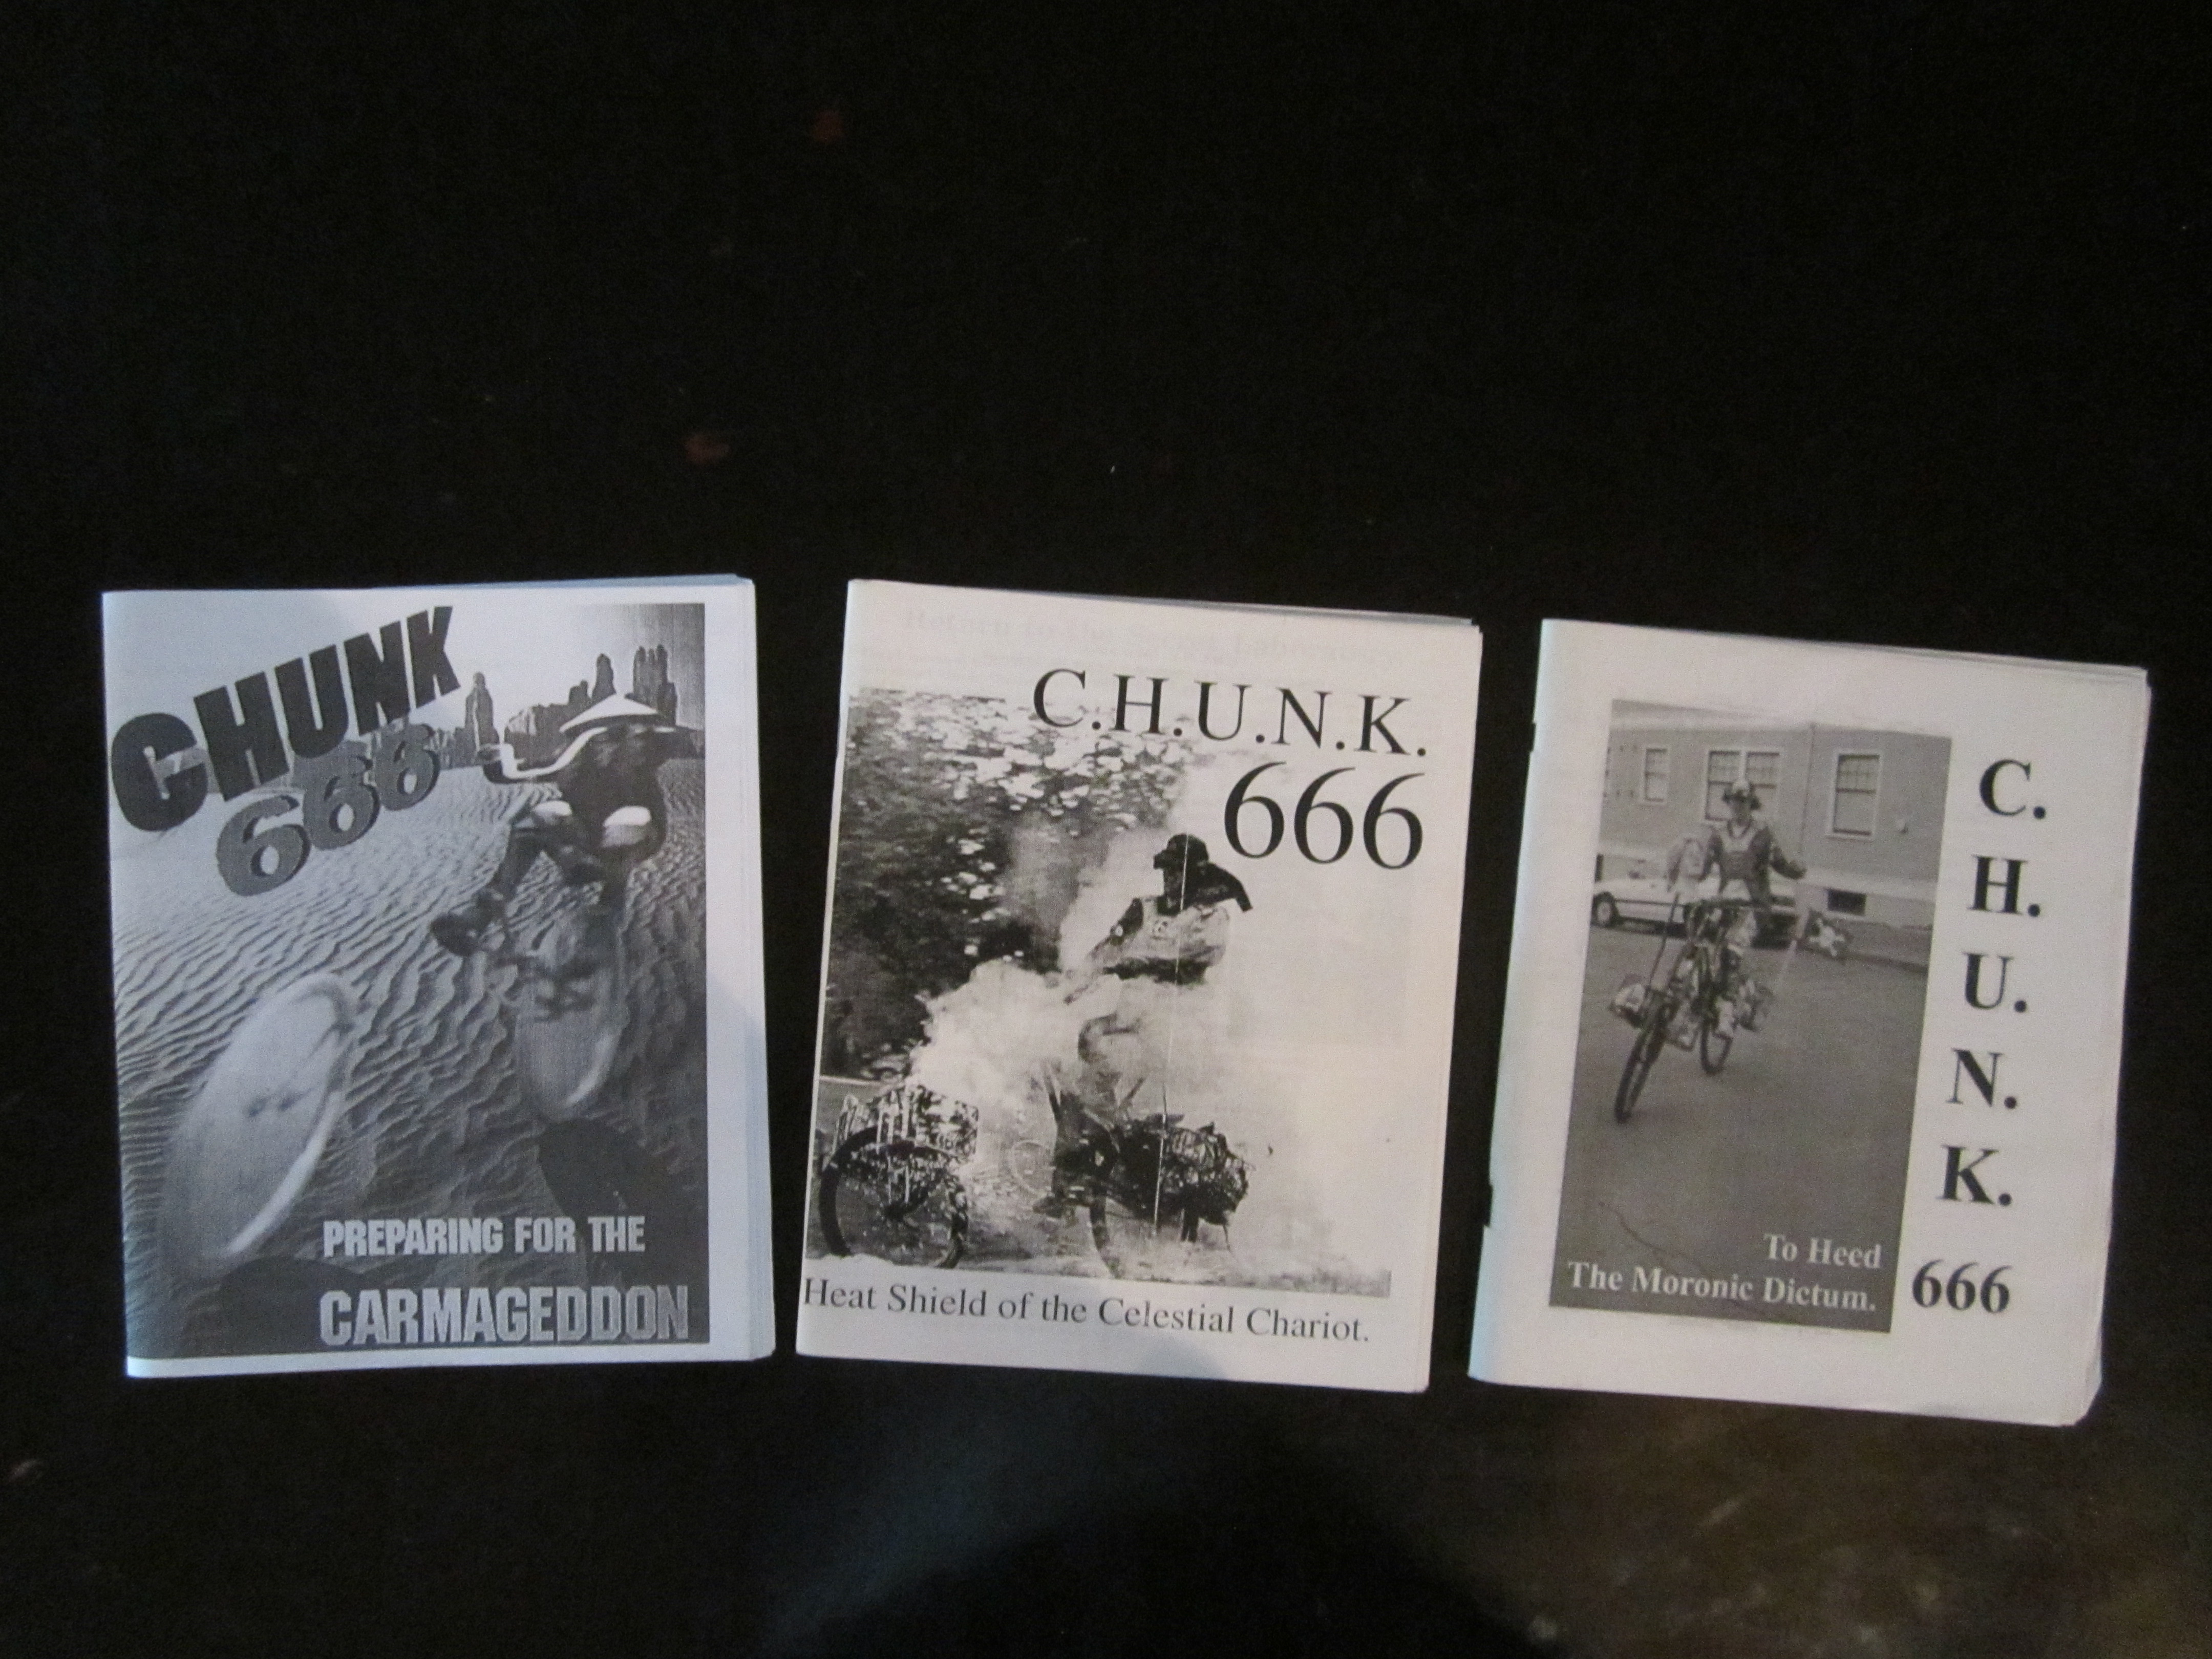 CHUNK
666
PREPARING FOR THE
CARMAGEDDON
C.H.U.N.K.
666
Heat Shield of the Celestial Chariot.
C.
H.
U.
N.
K.
666
To Heed
The Moronic Dictum.